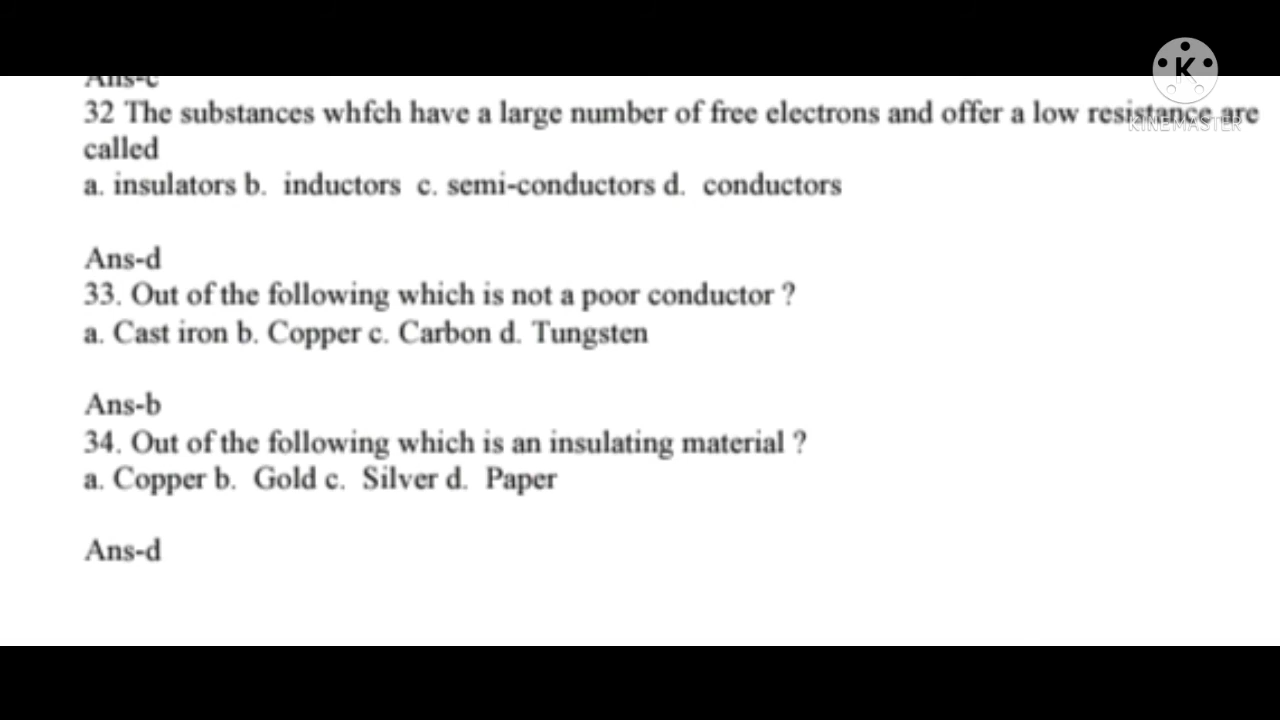 Ans-c
32 The substances whfch have a large number of free electrons and offer a low resistance are
called
a. insulators b. inductors c. semi-conductors d. conductors
Ans-d
33. Out of the following which is not a poor conductor ?
a. Cast iron b. Copper c. Carbon d. Tungsten
Ans-b
34. Out of the following which is an insulating material ?
a. Copper b. Gold c. Silver d. Paper
Ans-d
K
KINEMASTER